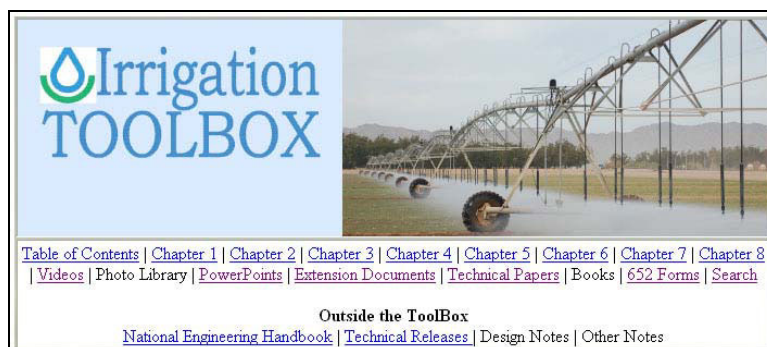 Irrigation
TOOLBOX
Table of Contents | Chapter 1 | Chapter 2 | Chapter 3 | Chapter 4 | Chapter 5 | Chapter 6 | Chapter 7 | Chapter 8
| Videos | Photo Library | PowerPoints | Extension Documents | Technical Papers | Books | 652 Forms | Search
Outside the ToolBox
National Engineering Handbook | Technical Releases | Design Notes | Other Notes